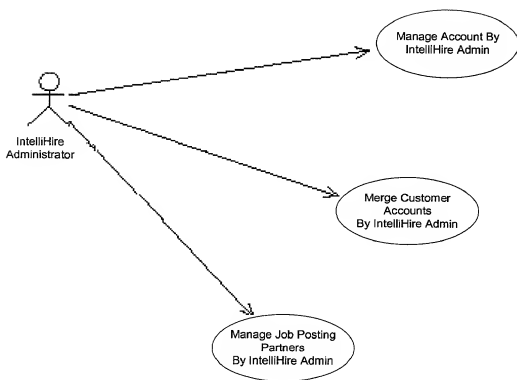 Manage Account By
IntelliHire Admin
IntelliHire
Administrator
Merge Customer
Accounts
By IntelliHire Admin
Manage Job Posting
Partners
By IntelliHire Admin